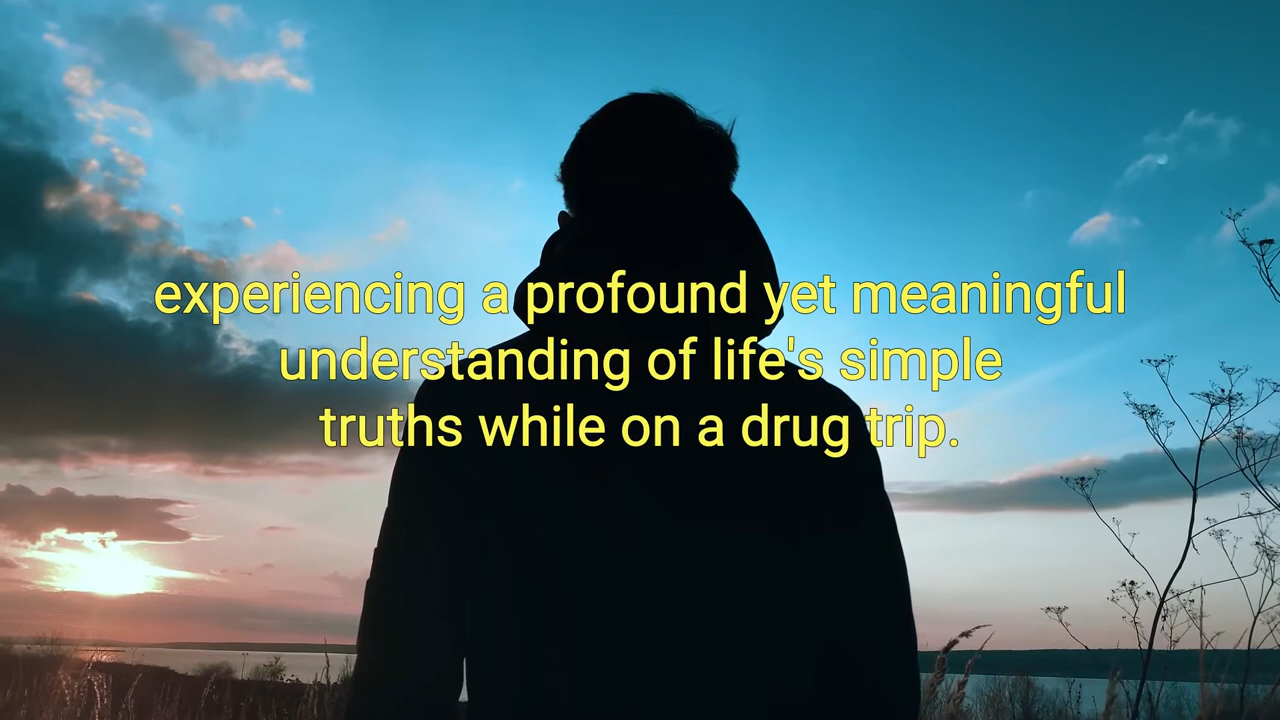 experiencing a profound yet meaningful
understanding of life's simple
truths while on a drug trip.